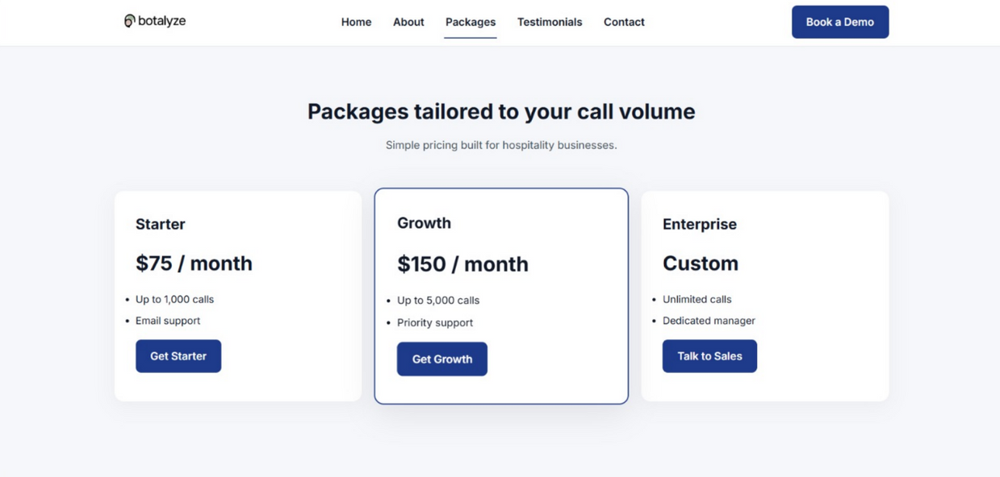 botalyze
Home About Packages Testimonials Contact
Book a Demo
Packages tailored to your call volume
Simple pricing built for hospitality businesses.
Starter
$75 / month
• Up to 1,000 calls
• Email support
Get Starter
Growth
$150 / month
• Up to 5,000 calls
• Priority support
Get Growth
Enterprise
Custom
• Unlimited calls
• Dedicated manager
Talk to Sales